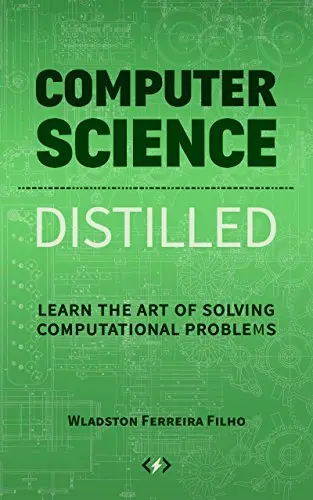 COMPUTER
SCIENCE
DISTILLED
LEARN THE ART OF SOLVING
COMPUTATIONAL PROBLEMS
Wladston Ferreira Filho